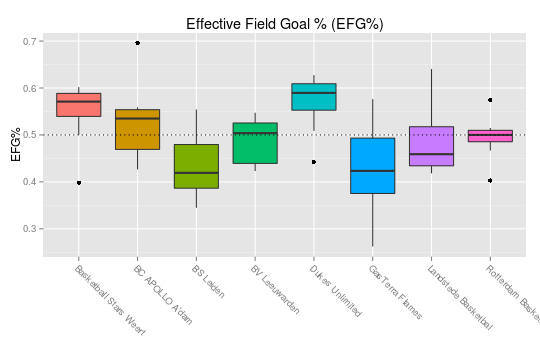 Effective Field Goal % (EFG%)
EFG%
0.7
0.6
0.5
0.4
0.3
Basketball Stars Weert
BC APOLLO A'dam
BS Leiden
BV Leeuwarden
Dukes Unlimited
GasTerra Flames
Landstede Basketbal
Rotterdam Baske